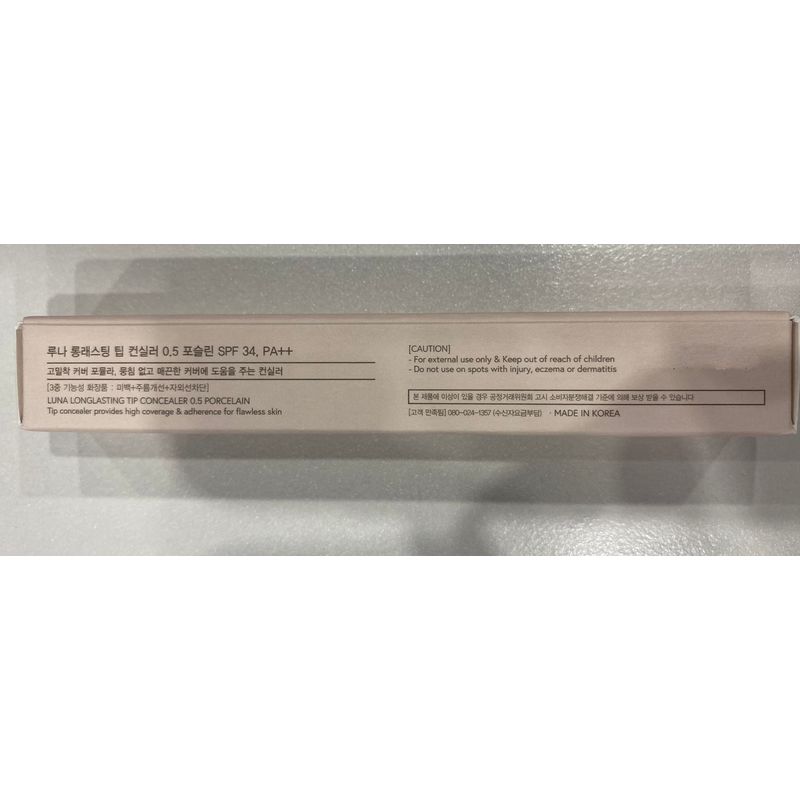 루나 롱래스팅 팁 컨실러 0.5 포슬린 SPF 34, PA++
고밀착 커버 포뮬라, 뭉침 없고 매끈한 커버에 도움을 주는 컨실러
[3중 기능성 화장품 : 미백+주름개선+자외선차단]
LUNA LONGLASTING TIP CONCEALER 0.5 PORCELAIN
Tip concealer provides high coverage & adherence for flawless skin
[CAUTION]
- For external use only & Keep out of reach of children
- Do not use on spots with injury, eczema or dermatitis
본 제품에 이상이 있을 경우 공정거래위원회 고시 소비자분쟁해결 기준에 의해 보상 받을 수 있습니다
[고객 만족팀] 080-024-1357 (수신자요금부담) · MADE IN KOREA